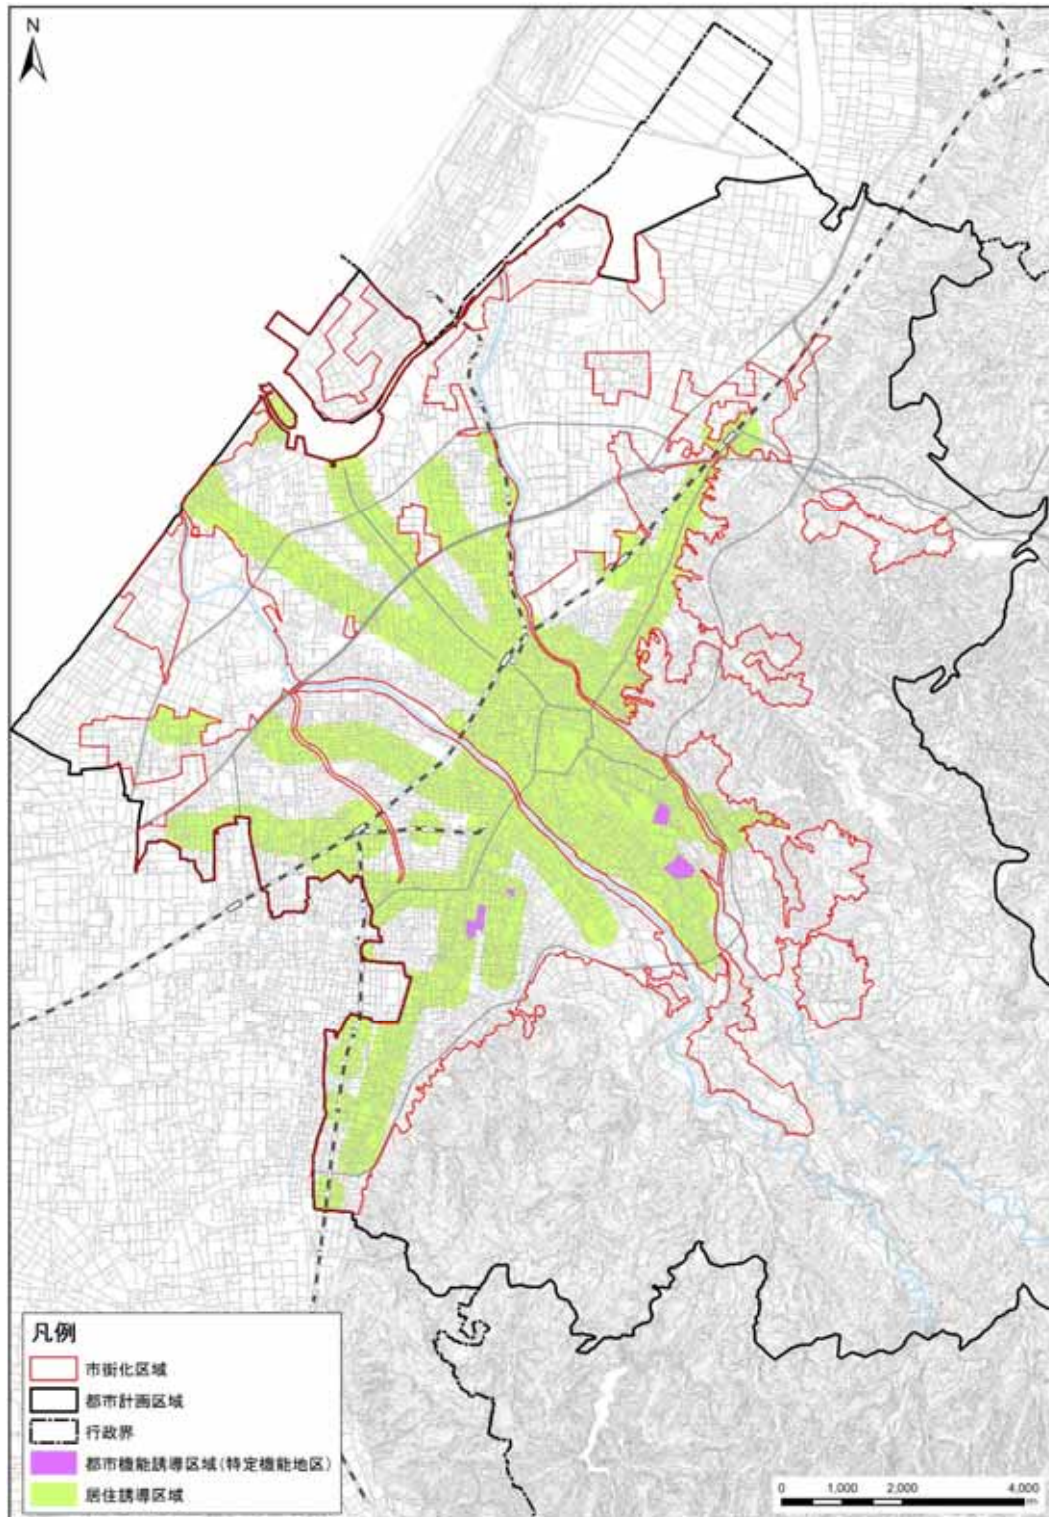 N
凡例
市街化区域
都市計画区域
行政界
都市機能誘導区域(特定機能地区)
居住誘導区域
0 1,000 2,000 4,000